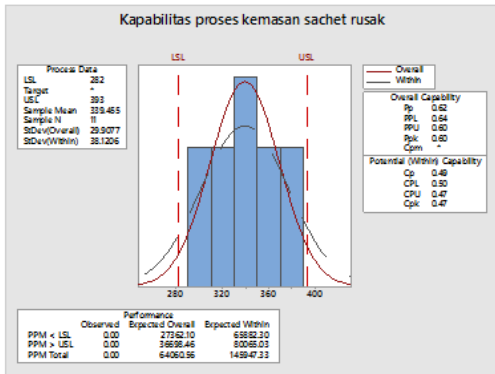 Kapabilitas proses kemasan sachet rusak
LSL USL
Process Data
LSL 282
Target *
USL 393
Sample Mean 339.455
Sample N 11
StDev(Overall) 29.9077
StDev(Within) 38.1206
Overall
Within
Overall Capability
Pp 0.62
PPL 0.64
PPU 0.60
Ppk 0.60
Cpm *
Potential (Within) Capability
Cp 0.49
CPL 0.50
CPU 0.47
Cpk 0.47
280 320 360 400
Performance
Observed Expected Overall Expected Within
PPM < LSL 0.00 27362.10 65882.30
PPM > USL 0.00 36698.46 80065.03
PPM Total 0.00 64060.56 145947.33